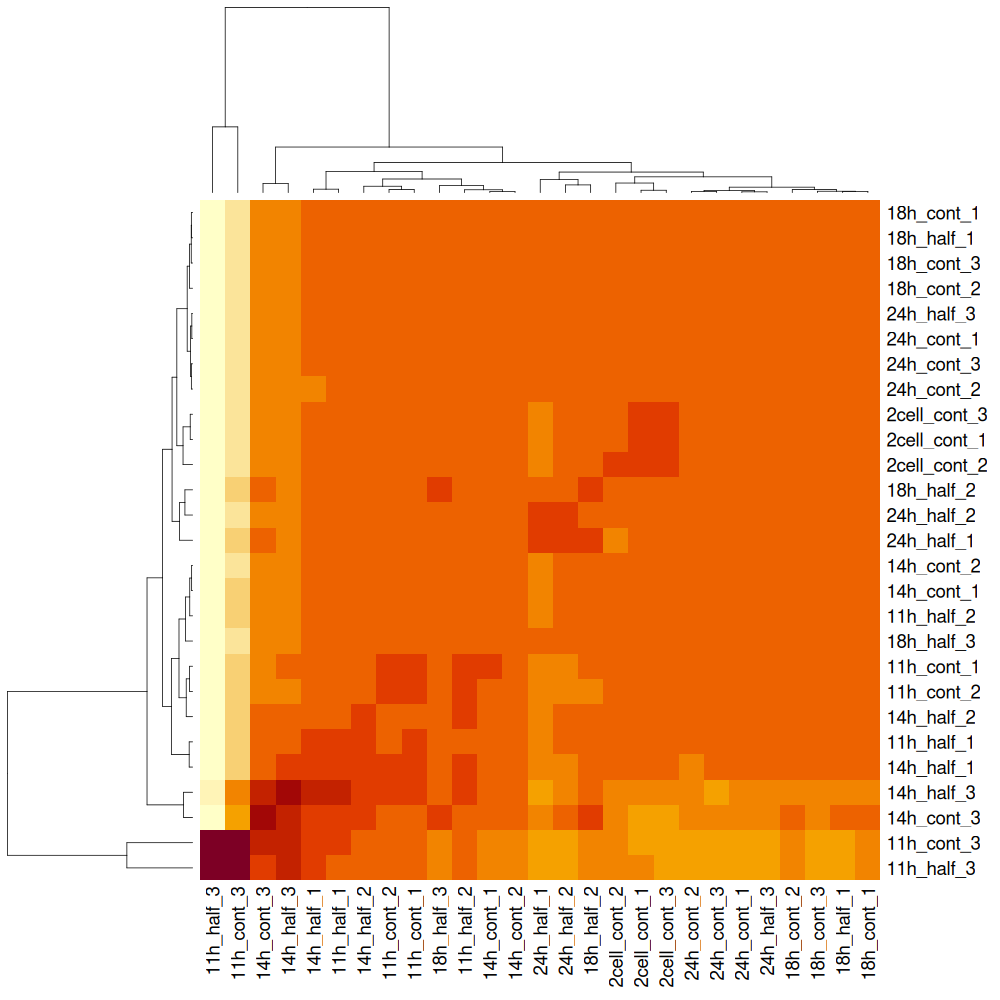 18h_cont_1
18h_half_1
18h_cont_3
18h_cont_2
24h_half_3
24h_cont_1
24h_cont_3
24h_cont_2
2cell_cont_3
2cell_cont_1
2cell_cont_2
18h_half_2
24h_half_2
24h_half_1
14h_cont_2
14h_cont_1
11h_half_2
18h_half_3
11h_cont_1
11h_cont_2
14h_half_2
11h_half_1
14h_half_1
14h_half_3
14h_cont_3
11h_cont_3
11h_half_3
11h_half_3
11h_cont_3
14h_cont_3
14h_half_3
14h_half_1
11h_half_1
14h_half_2
11h_cont_2
11h_cont_1
18h_half_3
11h_half_2
14h_cont_1
14h_cont_2
24h_half_1
24h_half_2
18h_half_2
2cell_cont_2
2cell_cont_1
2cell_cont_3
24h_cont_2
24h_cont_3
24h_cont_1
24h_half_3
18h_cont_2
18h_cont_3
18h_half_1
18h_cont_1